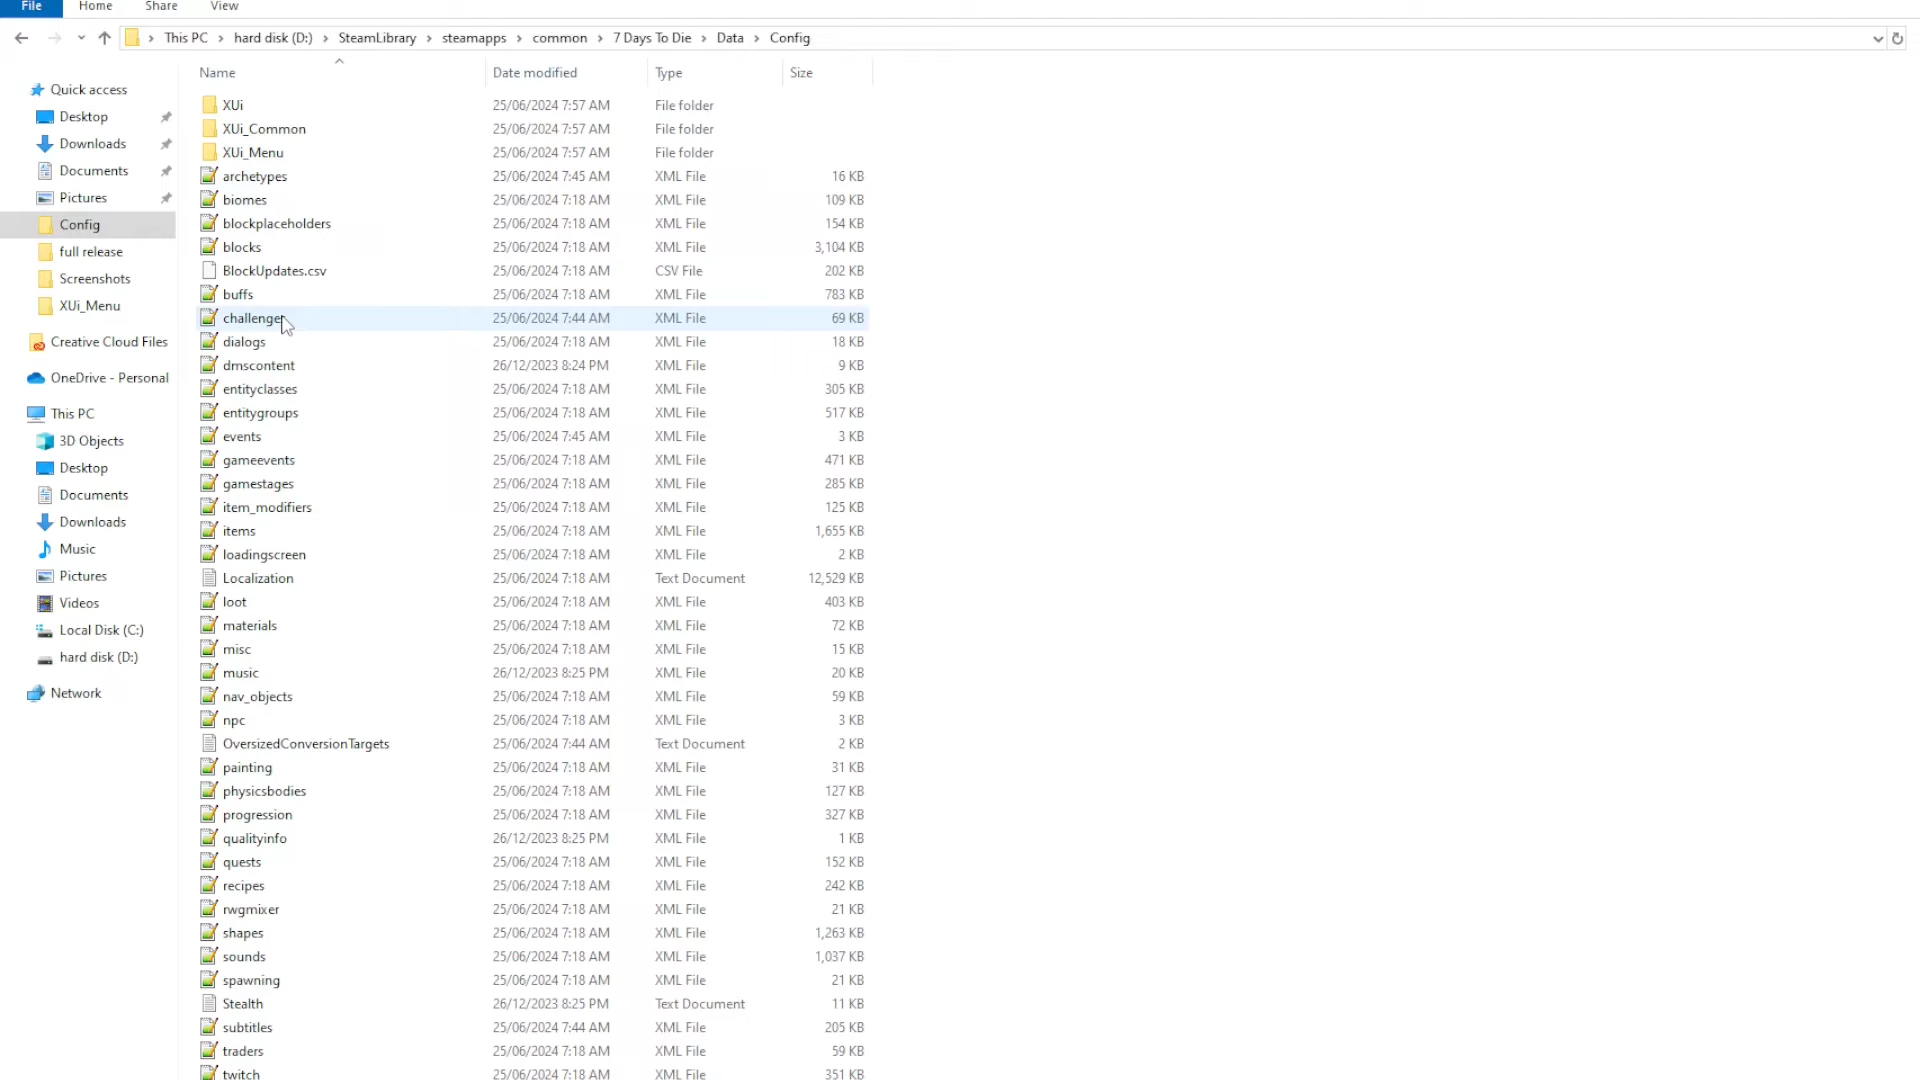 File Home Share View
This PC hard disk (D:) SteamLibrary steamapps common 7 Days To Die Data Config
Name Date modified Type Size
Quick access
Desktop
Downloads
Documents
Pictures
Config
full release
Screenshots
XUi_Menu
Creative Cloud Files
OneDrive - Personal
This PC
3D Objects
Desktop
Documents
Downloads
Music
Pictures
Videos
Local Disk (C:)
hard disk (D:)
Network
XUi 25/06/2024 7:57 AM File folder
XUi_Common 25/06/2024 7:57 AM File folder
XUi_Menu 25/06/2024 7:57 AM File folder
archetypes 25/06/2024 7:45 AM XML File 16 KB
biomes 25/06/2024 7:18 AM XML File 109 KB
blockplaceholders 25/06/2024 7:18 AM XML File 154 KB
blocks 25/06/2024 7:18 AM XML File 3,104 KB
BlockUpdates.csv 25/06/2024 7:18 AM CSV File 202 KB
buffs 25/06/2024 7:18 AM XML File 783 KB
challenges 25/06/2024 7:44 AM XML File 69 KB
dialogs 25/06/2024 7:18 AM XML File 18 KB
dmscontent 26/12/2023 8:24 PM XML File 9 KB
entityclasses 25/06/2024 7:18 AM XML File 305 KB
entitygroups 25/06/2024 7:18 AM XML File 517 KB
events 25/06/2024 7:45 AM XML File 3 KB
gameevents 25/06/2024 7:18 AM XML File 471 KB
gamestages 25/06/2024 7:18 AM XML File 285 KB
item_modifiers 25/06/2024 7:18 AM XML File 125 KB
items 25/06/2024 7:18 AM XML File 1,655 KB
loadingscreen 25/06/2024 7:18 AM XML File 2 KB
Localization 25/06/2024 7:18 AM Text Document 12,529 KB
loot 25/06/2024 7:18 AM XML File 403 KB
materials 25/06/2024 7:18 AM XML File 72 KB
misc 25/06/2024 7:18 AM XML File 15 KB
music 26/12/2023 8:25 PM XML File 20 KB
nav_objects 25/06/2024 7:18 AM XML File 59 KB
npc 25/06/2024 7:18 AM XML File 3 KB
OversizedConversionTargets 25/06/2024 7:44 AM Text Document 2 KB
painting 25/06/2024 7:18 AM XML File 31 KB
physicsbodies 25/06/2024 7:18 AM XML File 127 KB
progression 25/06/2024 7:18 AM XML File 327 KB
qualityinfo 26/12/2023 8:25 PM XML File 1 KB
quests 25/06/2024 7:18 AM XML File 152 KB
recipes 25/06/2024 7:18 AM XML File 242 KB
rwgmixer 25/06/2024 7:18 AM XML File 21 KB
shapes 25/06/2024 7:18 AM XML File 1,263 KB
sounds 25/06/2024 7:18 AM XML File 1,037 KB
spawning 25/06/2024 7:18 AM XML File 21 KB
Stealth 26/12/2023 8:25 PM Text Document 11 KB
subtitles 25/06/2024 7:44 AM XML File 205 KB
traders 25/06/2024 7:18 AM XML File 59 KB
twitch 25/06/2024 7:18 AM XML File 351 KB